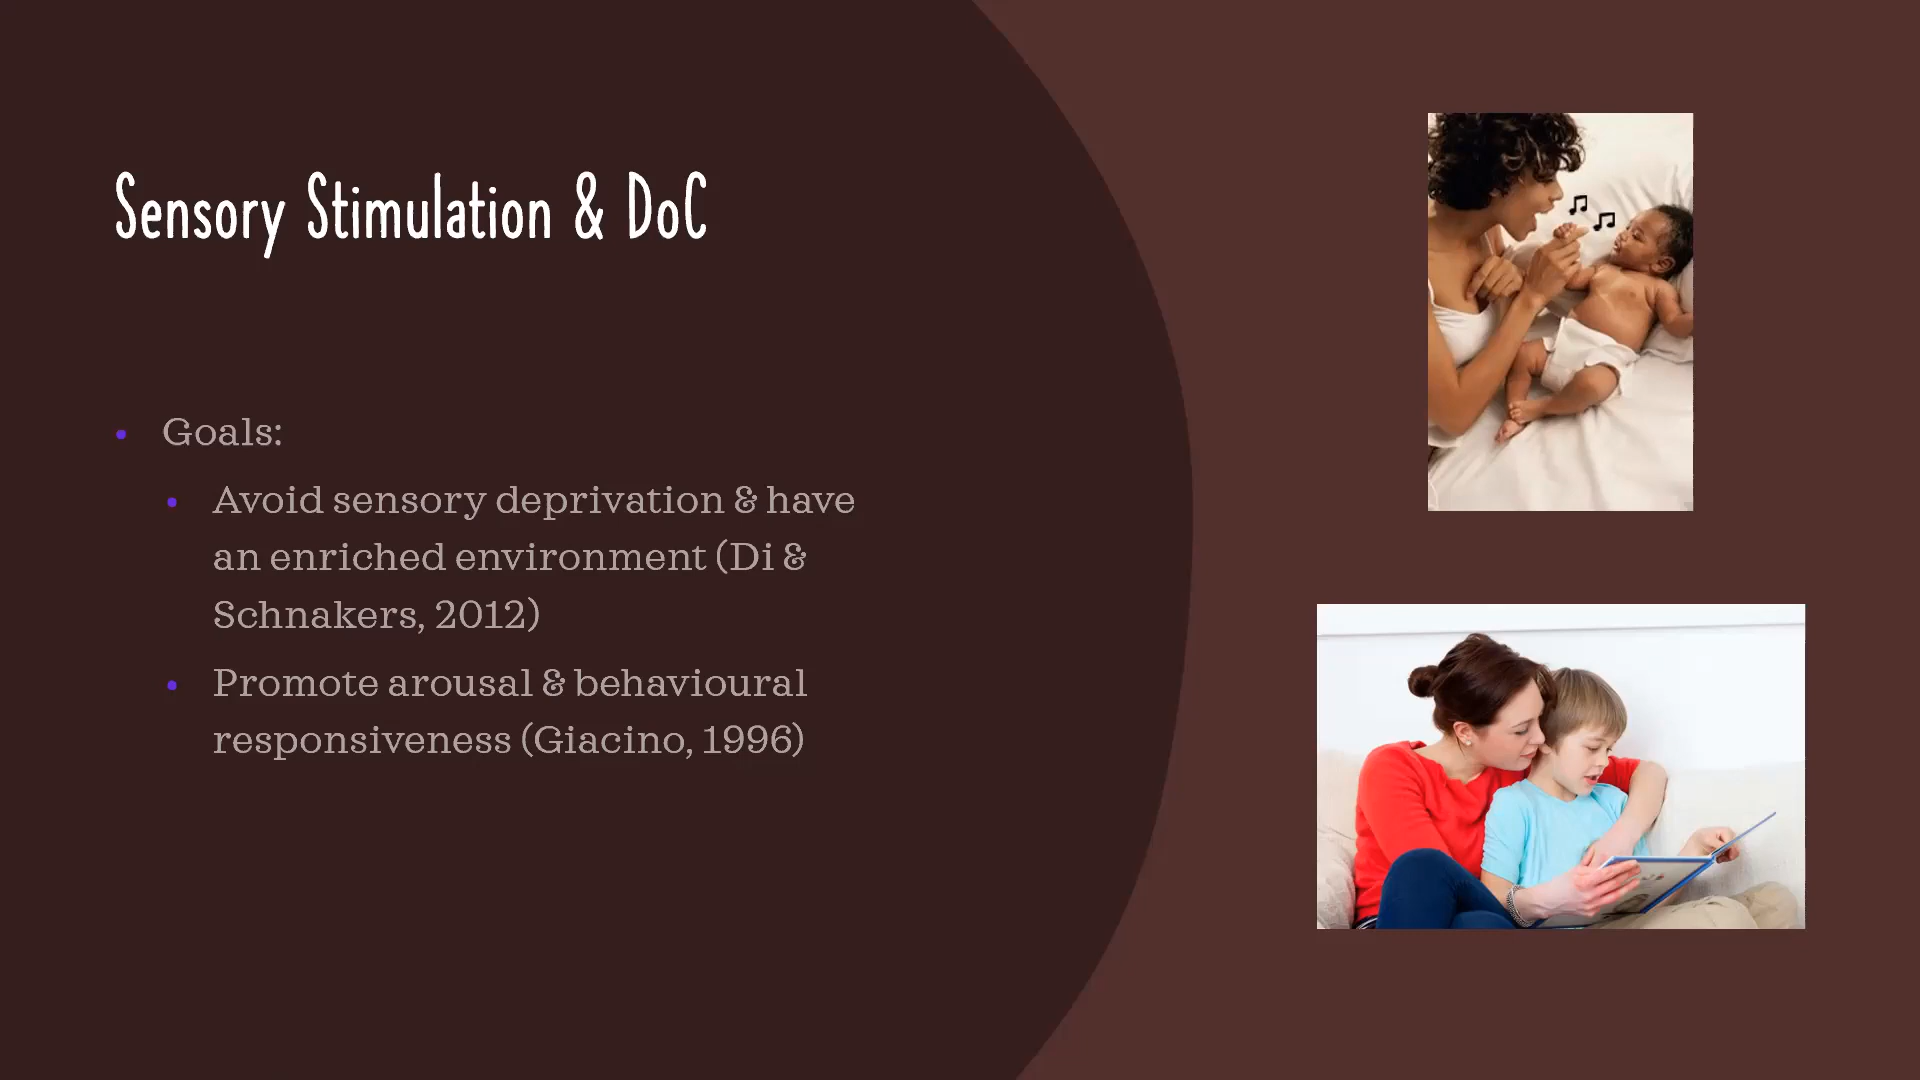 Sensory Stimulation & DoC
• Goals:
• Avoid sensory deprivation & have
an enriched environment (Di &
Schnakers, 2012)
• Promote arousal & behavioural
responsiveness (Giacino, 1996)